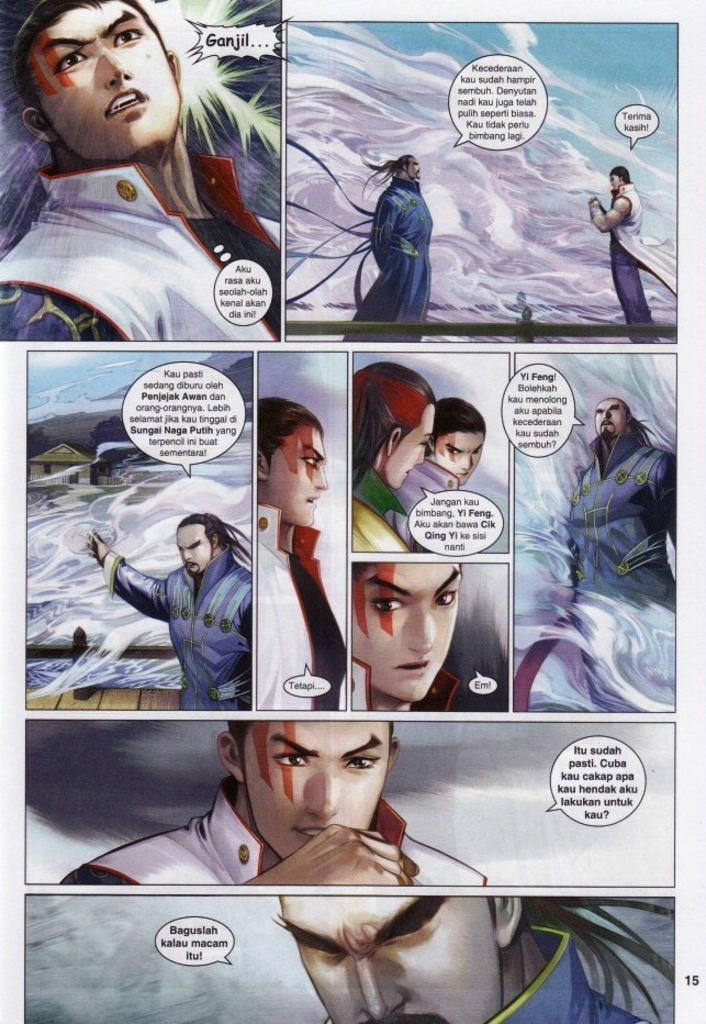 Ganjil...
Aku
rasa aku
seolah-olah
kenal akan
dia ini!
Kecederaan
kau sudah hampir
sembuh. Denyutan
nadi kau juga telah
pulih seperti biasa.
Kau tidak perlu
bimbang lagi.
Terima
kasih!
Kau pasti
sedang diburu oleh
Penjejak Awan dan
orang-orangnya. Lebih
selamat jika kau tinggal di
Sungai Naga Putih yang
terpencil ini buat
sementara!
Tetapi....
Jangan kau
bimbang, Yi Feng.
Aku akan bawa Cik
Qing Yi ke sisi
nanti
Em!
Yi Feng!
Bolehkah
kau menolong
aku apabila
kecederaan
kau sudah
sembuh?
Itu sudah
pasti. Cuba
kau cakap apa
kau hendak aku
lakukan untuk
kau?
Baguslah
kalau macam
itu!
15